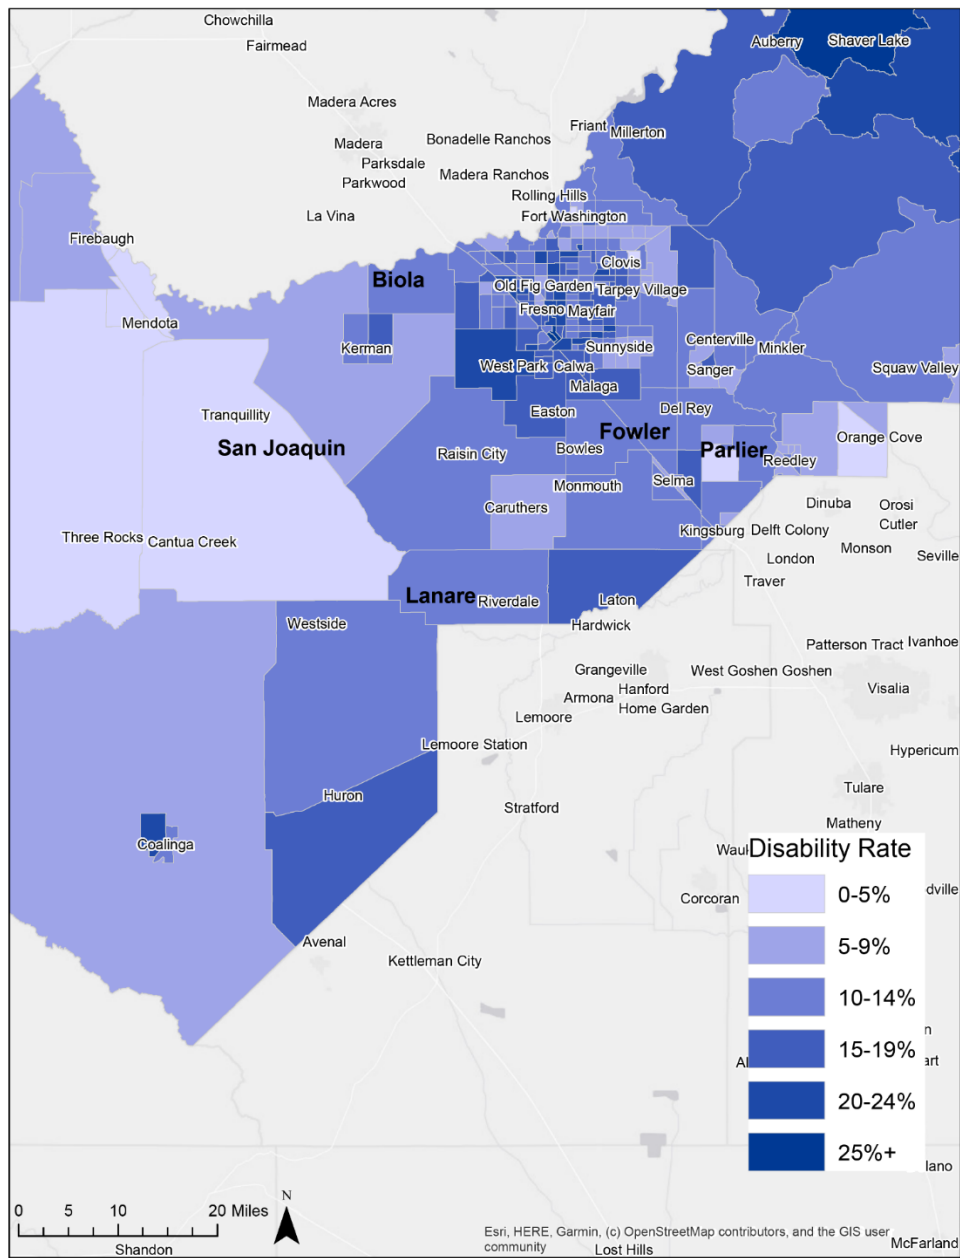 Chowchilla
Fairmead
Auberry
Shaver Lake
Madera Acres
Friant
Millerton
Madera
Bonadelle Ranchos
Parksdale
Parkwood
Madera Ranchos
Rolling Hills
La Vina
Fort Washington
Firebaugh
Clovis
Biola
Old Fig Garden
Tarpey Village
Fresno
Mayfair
Mendota
Kerman
Sunnyside
Centerville
Minkler
West Park
Calwa
Sanger
Squaw Valley
Malaga
Tranquillity
Easton
Del Rey
San Joaquin
Fowler
Orange Cove
Raisin City
Bowles
Parlier
Reedley
Monmouth
Selma
Caruthers
Dinuba
Orosi
Cutler
Three Rocks
Cantua Creek
Kingsburg
Delft Colony
Monson
Seville
London
Traver
Lanare
Riverdale
Laton
Westside
Hardwick
Patterson Tract
Ivanhoe
Grangeville
West Goshen
Goshen
Hanford
Armona
Visalia
Home Garden
Lemoore
Lemoore Station
Hypericum
Huron
Stratford
Tulare
Matheny
Coalinga
Wauk
Disability Rate
0-5%
dville
Corcoran
Avenal
5-9%
Kettleman City
10-14%
n
15-19%
Al
art
20-24%
25%+
lano
0 5 10 20 Miles
N
Shandon
Esri, HERE, Garmin, (c) OpenStreetMap contributors, and the GIS user
community
Lost Hills
McFarland